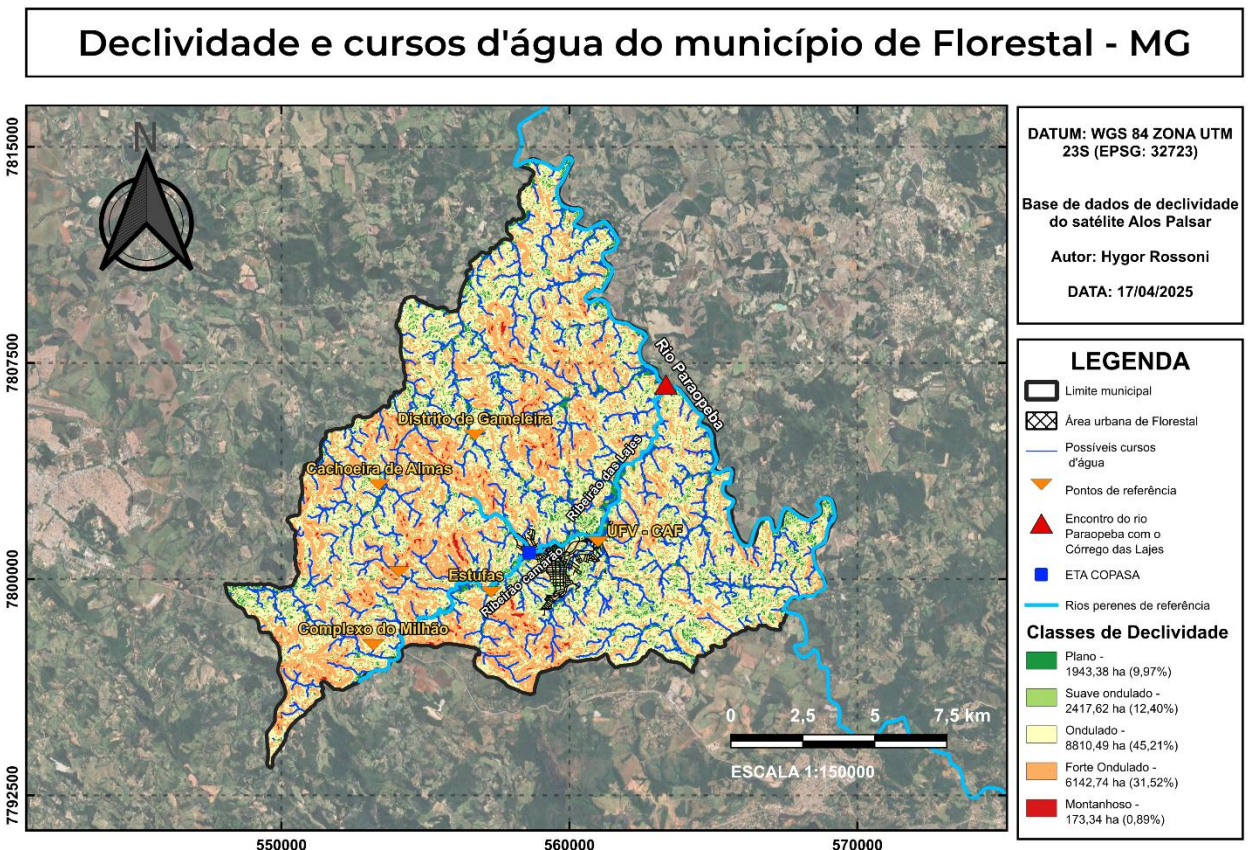 Declividade e cursos d'água do município de Florestal - MG
N
7815000
7807500
7800000
7792500
550000
560000
570000
Rio Paraopeba
Distrito de Gameleira
Cachoeira de Almas
Ribeirão das Lajes
UFV - CAF
Estufas
Ribeirão camarão
Complexo do Milhão
0 2,5 5 7,5 km
ESCALA 1:150000
DATUM: WGS 84 ZONA UTM
23S (EPSG: 32723)
Base de dados de declividade
do satélite Alos Palsar
Autor: Hygor Rossoni
DATA: 17/04/2025
LEGENDA
Limite municipal
Área urbana de Florestal
Possíveis cursos
d'água
Pontos de referência
Encontro do rio
Paraopeba com o
Córrego das Lajes
ETA COPASA
Rios perenes de referência
Classes de Declividade
Plano -
1943,38 ha (9,97%)
Suave ondulado -
2417,62 ha (12,40%)
Ondulado -
8810,49 ha (45,21%)
Forte Ondulado -
6142,74 ha (31,52%)
Montanhoso -
173,34 ha (0,89%)